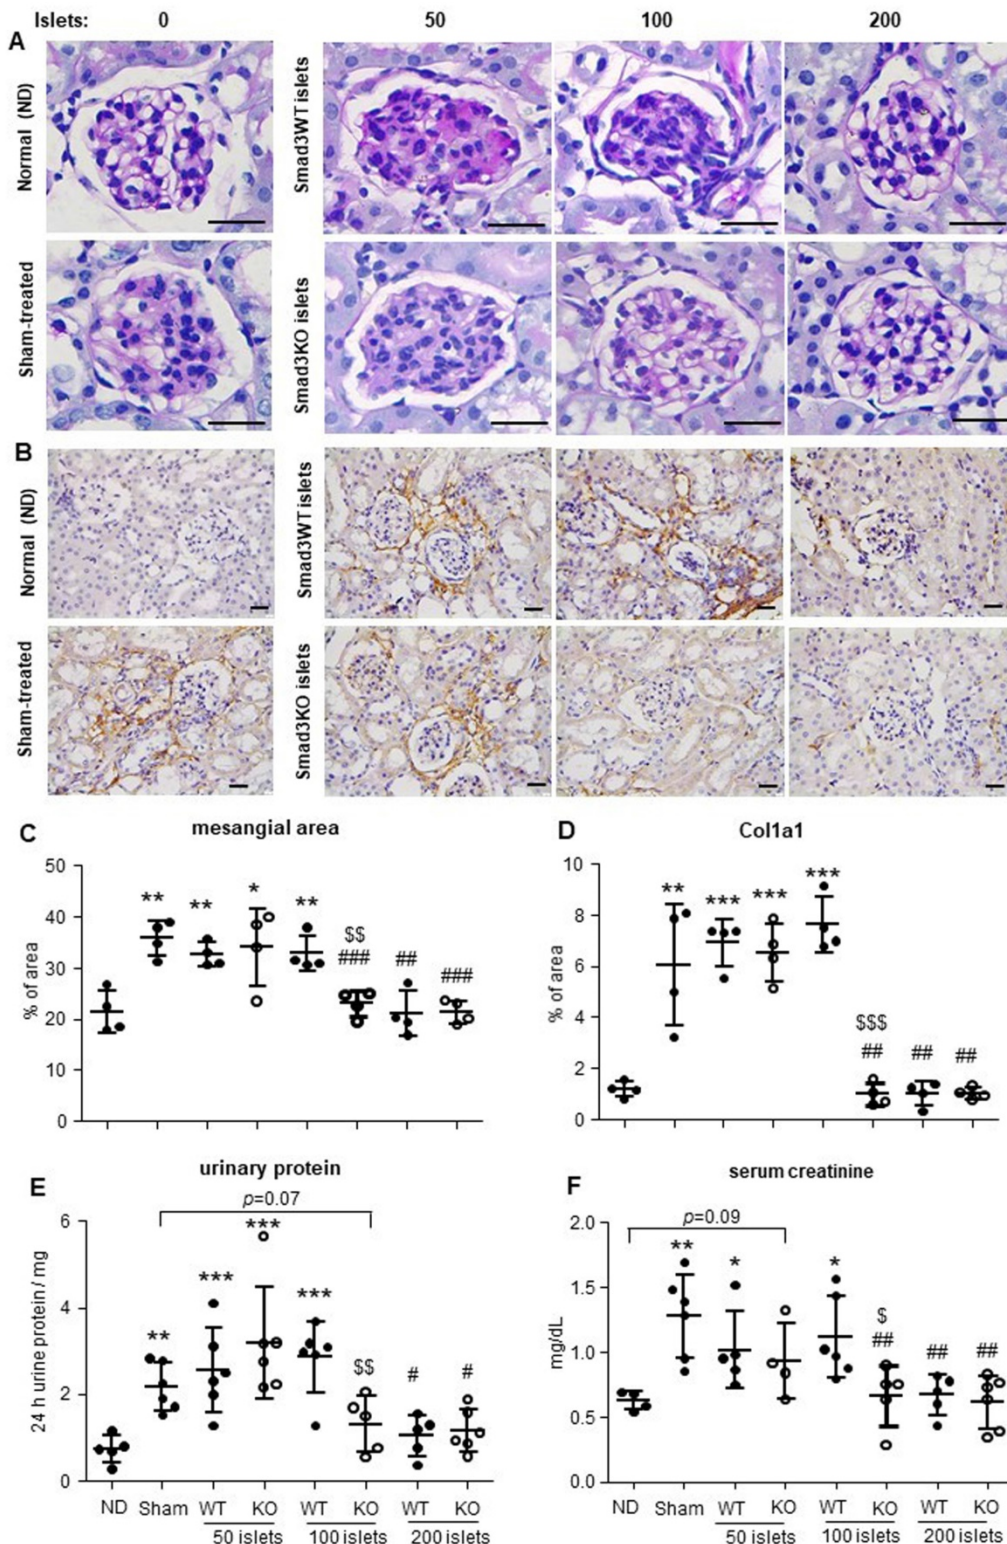 Islets: 0 50 100 200
A
Normal (ND)
Smad3WT islets
Sham-treated
Smad3KO islets
B
Normal (ND)
Smad3WT islets
Sham-treated
Smad3KO islets
C mesangial area
% of area
50
40
30
20
10
0
** ** * ** $$ ### ## ###
D Col1a1
% of area
10
8
6
4
2
0
** *** *** *** $$$ ## ## ##
E urinary protein
p=0.07
24 h urine protein / mg
6
4
2
0
** *** *** *** $$ # #
ND Sham WT KO WT KO WT KO
50 islets 100 islets 200 islets
F serum creatinine
p=0.09
mg/dL
2.0
1.5
1.0
0.5
0.0
** * * $ ## ## ##
ND Sham WT KO WT KO WT KO
50 islets 100 islets 200 islets